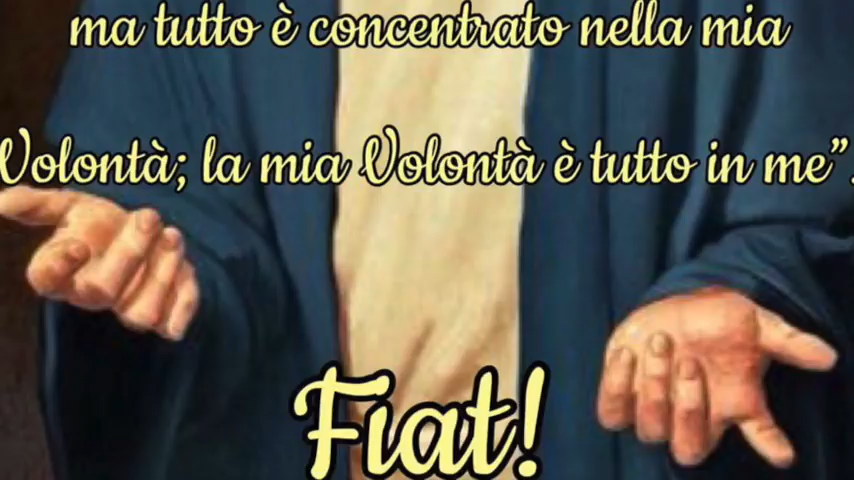 ma tutto è concentrato nella mia
Volontà; la mia Volontà è tutto in me”.
Fiat!